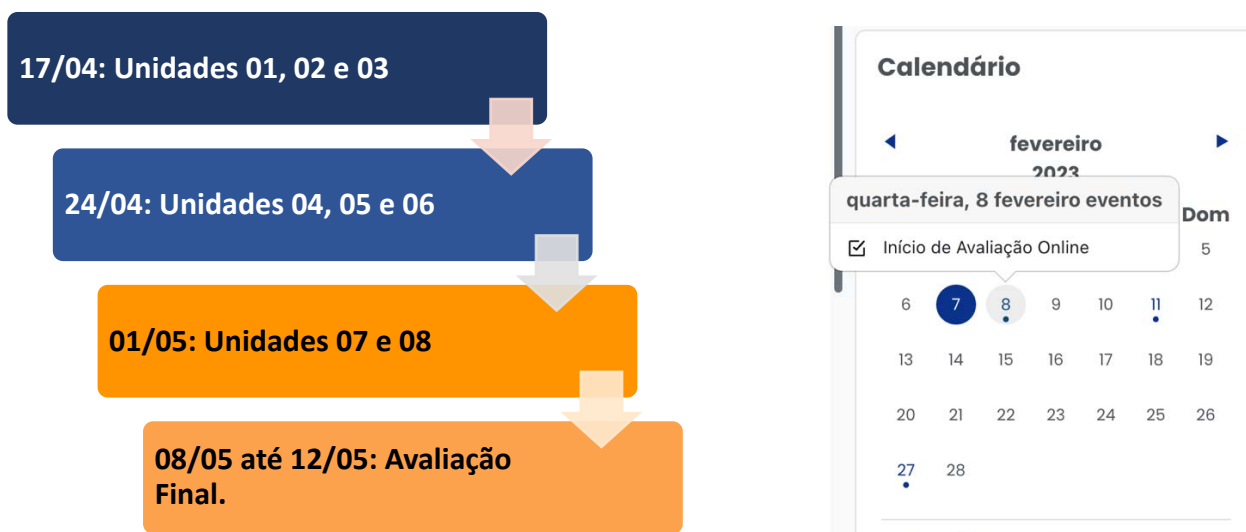 17/04: Unidades 01, 02 e 03
24/04: Unidades 04, 05 e 06
01/05: Unidades 07 e 08
08/05 até 12/05: Avaliação
Final.
Calendário
fevereiro
2023
quarta-feira, 8 fevereiro eventos
Início de Avaliação Online
Dom
5
6 7 8 9 10 11 12
13 14 15 16 17 18 19
20 21 22 23 24 25 26
27 28